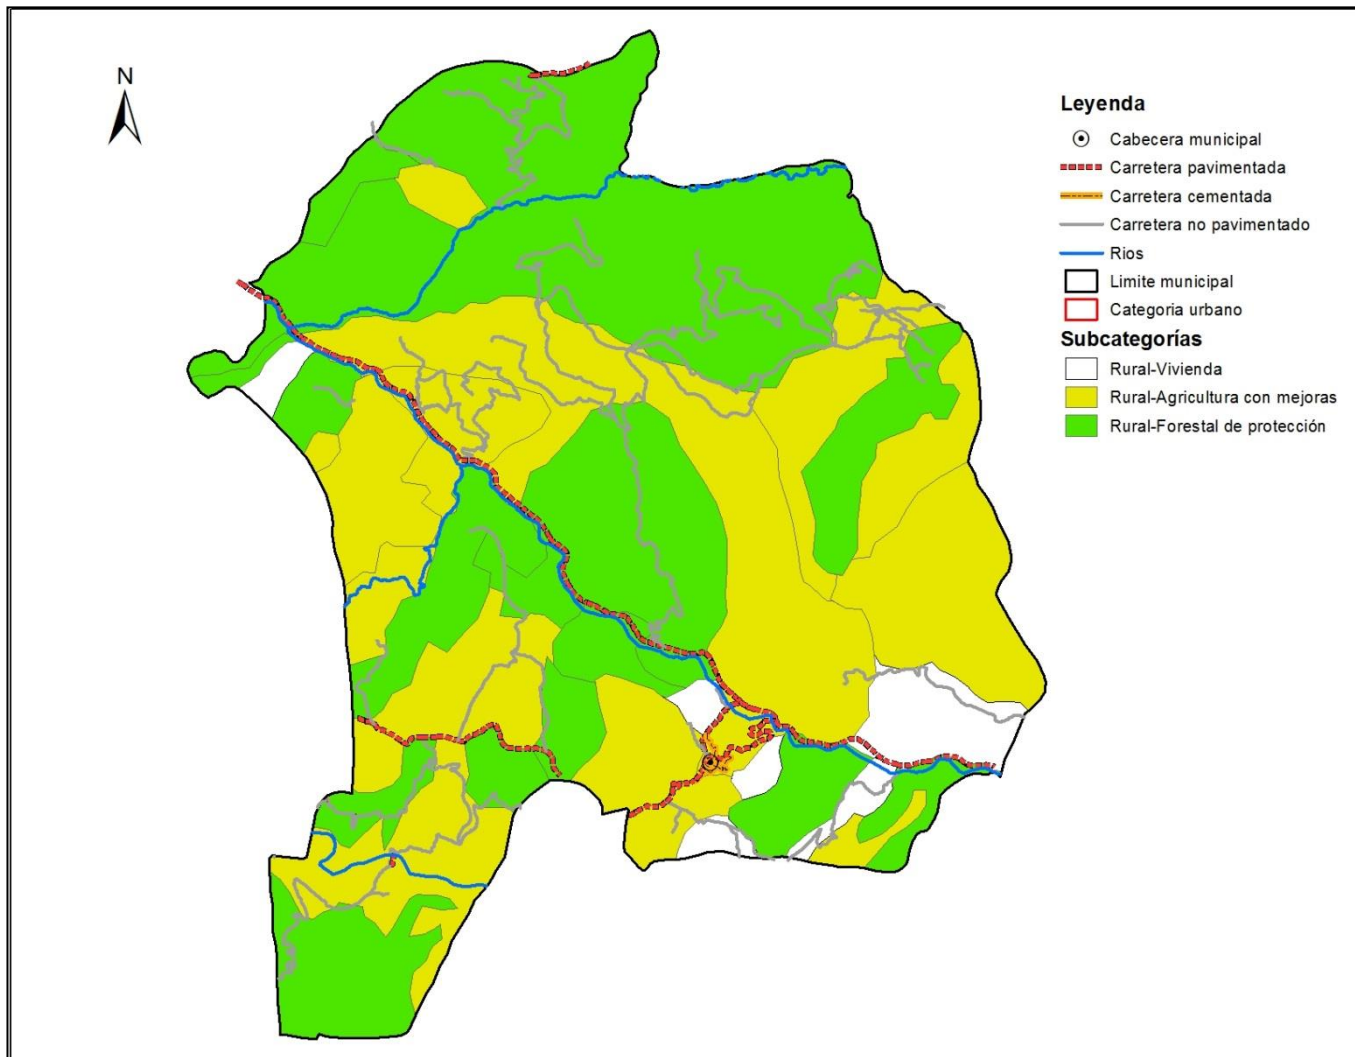 N
Leyenda
Cabecera municipal
Carretera pavimentada
Carretera cementada
Carretera no pavimentado
Rios
Limite municipal
Categoria urbano
Subcategorías
Rural-Vivienda
Rural-Agricultura con mejoras
Rural-Forestal de protección